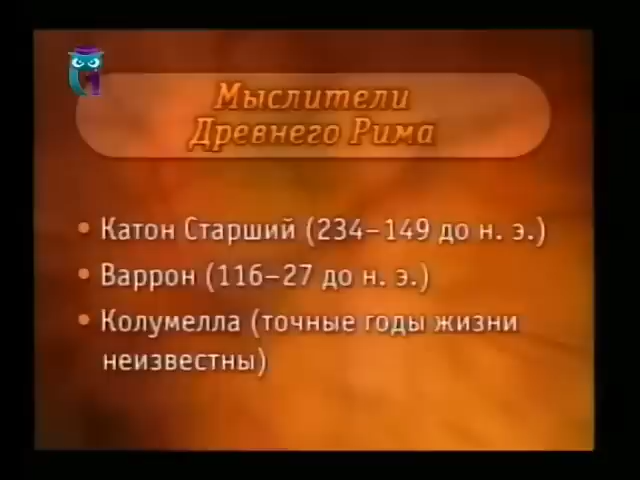 Мыслители
Древнего Рима
• Катон Старший (234–149 до н. э.)
• Варрон (116–27 до н. э.)
• Колумелла (точные годы жизни
неизвестны)